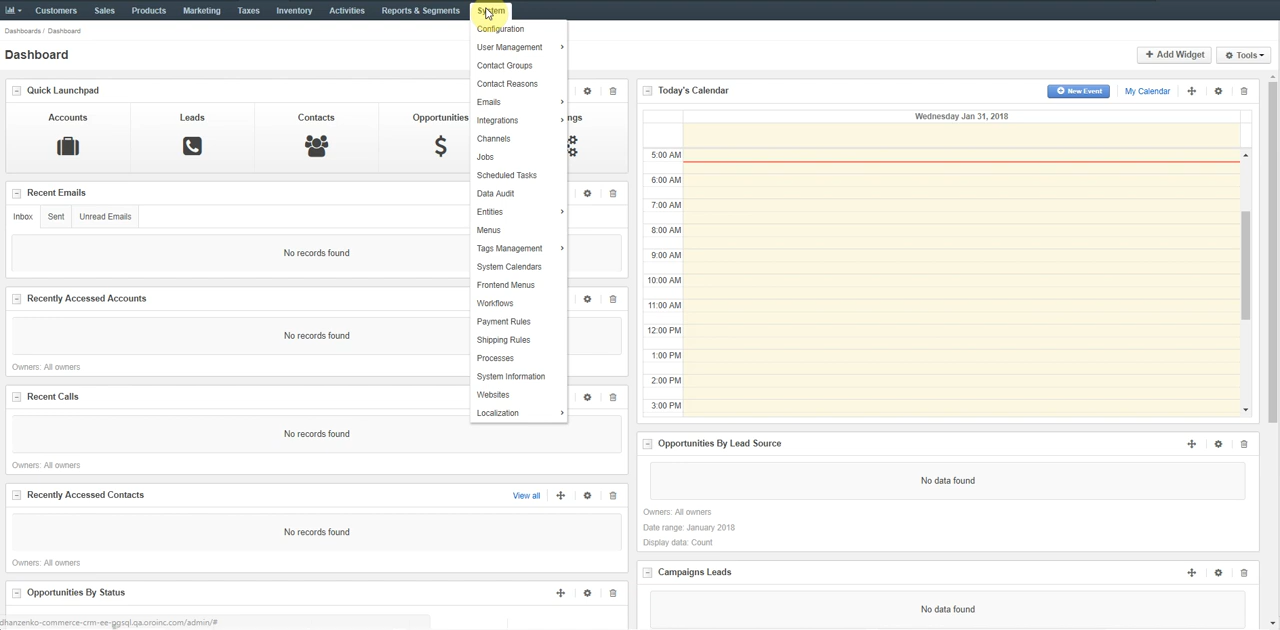 Customers Sales Products Marketing Taxes Inventory Activities Reports & Segments System
Dashboards / Dashboard
Dashboard
Add Widget
Tools
Configuration
User Management
Contact Groups
Contact Reasons
Emails
Integrations
Channels
Jobs
Scheduled Tasks
Data Audit
Entities
Menus
Tags Management
System Calendars
Frontend Menus
Workflows
Payment Rules
Shipping Rules
Processes
System Information
Websites
Localization
Quick Launchpad
Accounts Leads Contacts Opportunities ngs
Recent Emails
Inbox Sent Unread Emails
No records found
Recently Accessed Accounts
No records found
Owners: All owners
Recent Calls
No records found
Owners: All owners
Recently Accessed Contacts View all
No records found
Owners: All owners
Opportunities By Status
Today's Calendar New Event My Calendar
Wednesday Jan 31, 2018
5:00 AM
6:00 AM
7:00 AM
8:00 AM
9:00 AM
10:00 AM
11:00 AM
12:00 PM
1:00 PM
2:00 PM
3:00 PM
Opportunities By Lead Source
No data found
Owners: All owners
Date range: January 2018
Display data: Count
Campaigns Leads
No data found